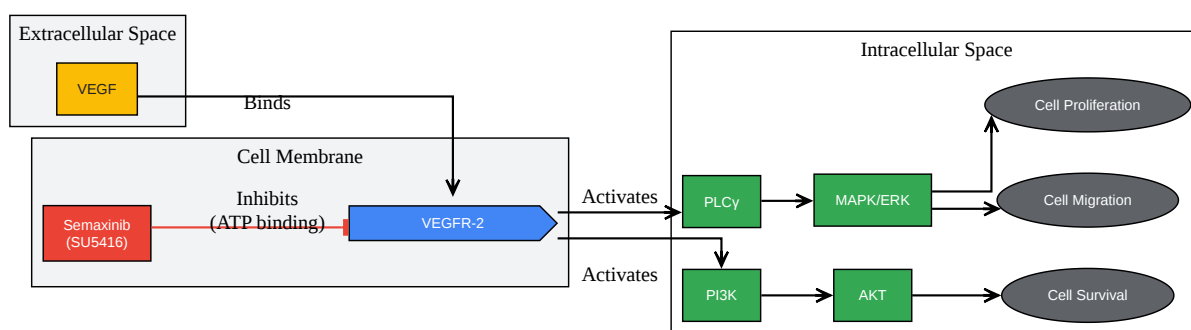 Extracellular Space
VEGF
Binds
Cell Membrane
Semaxinib
(SU5416)
Inhibits
(ATP binding)
VEGFR-2
Activates
Activates
Intracellular Space
PLCγ
MAPK/ERK
Cell Proliferation
Cell Migration
PI3K
AKT
Cell Survival